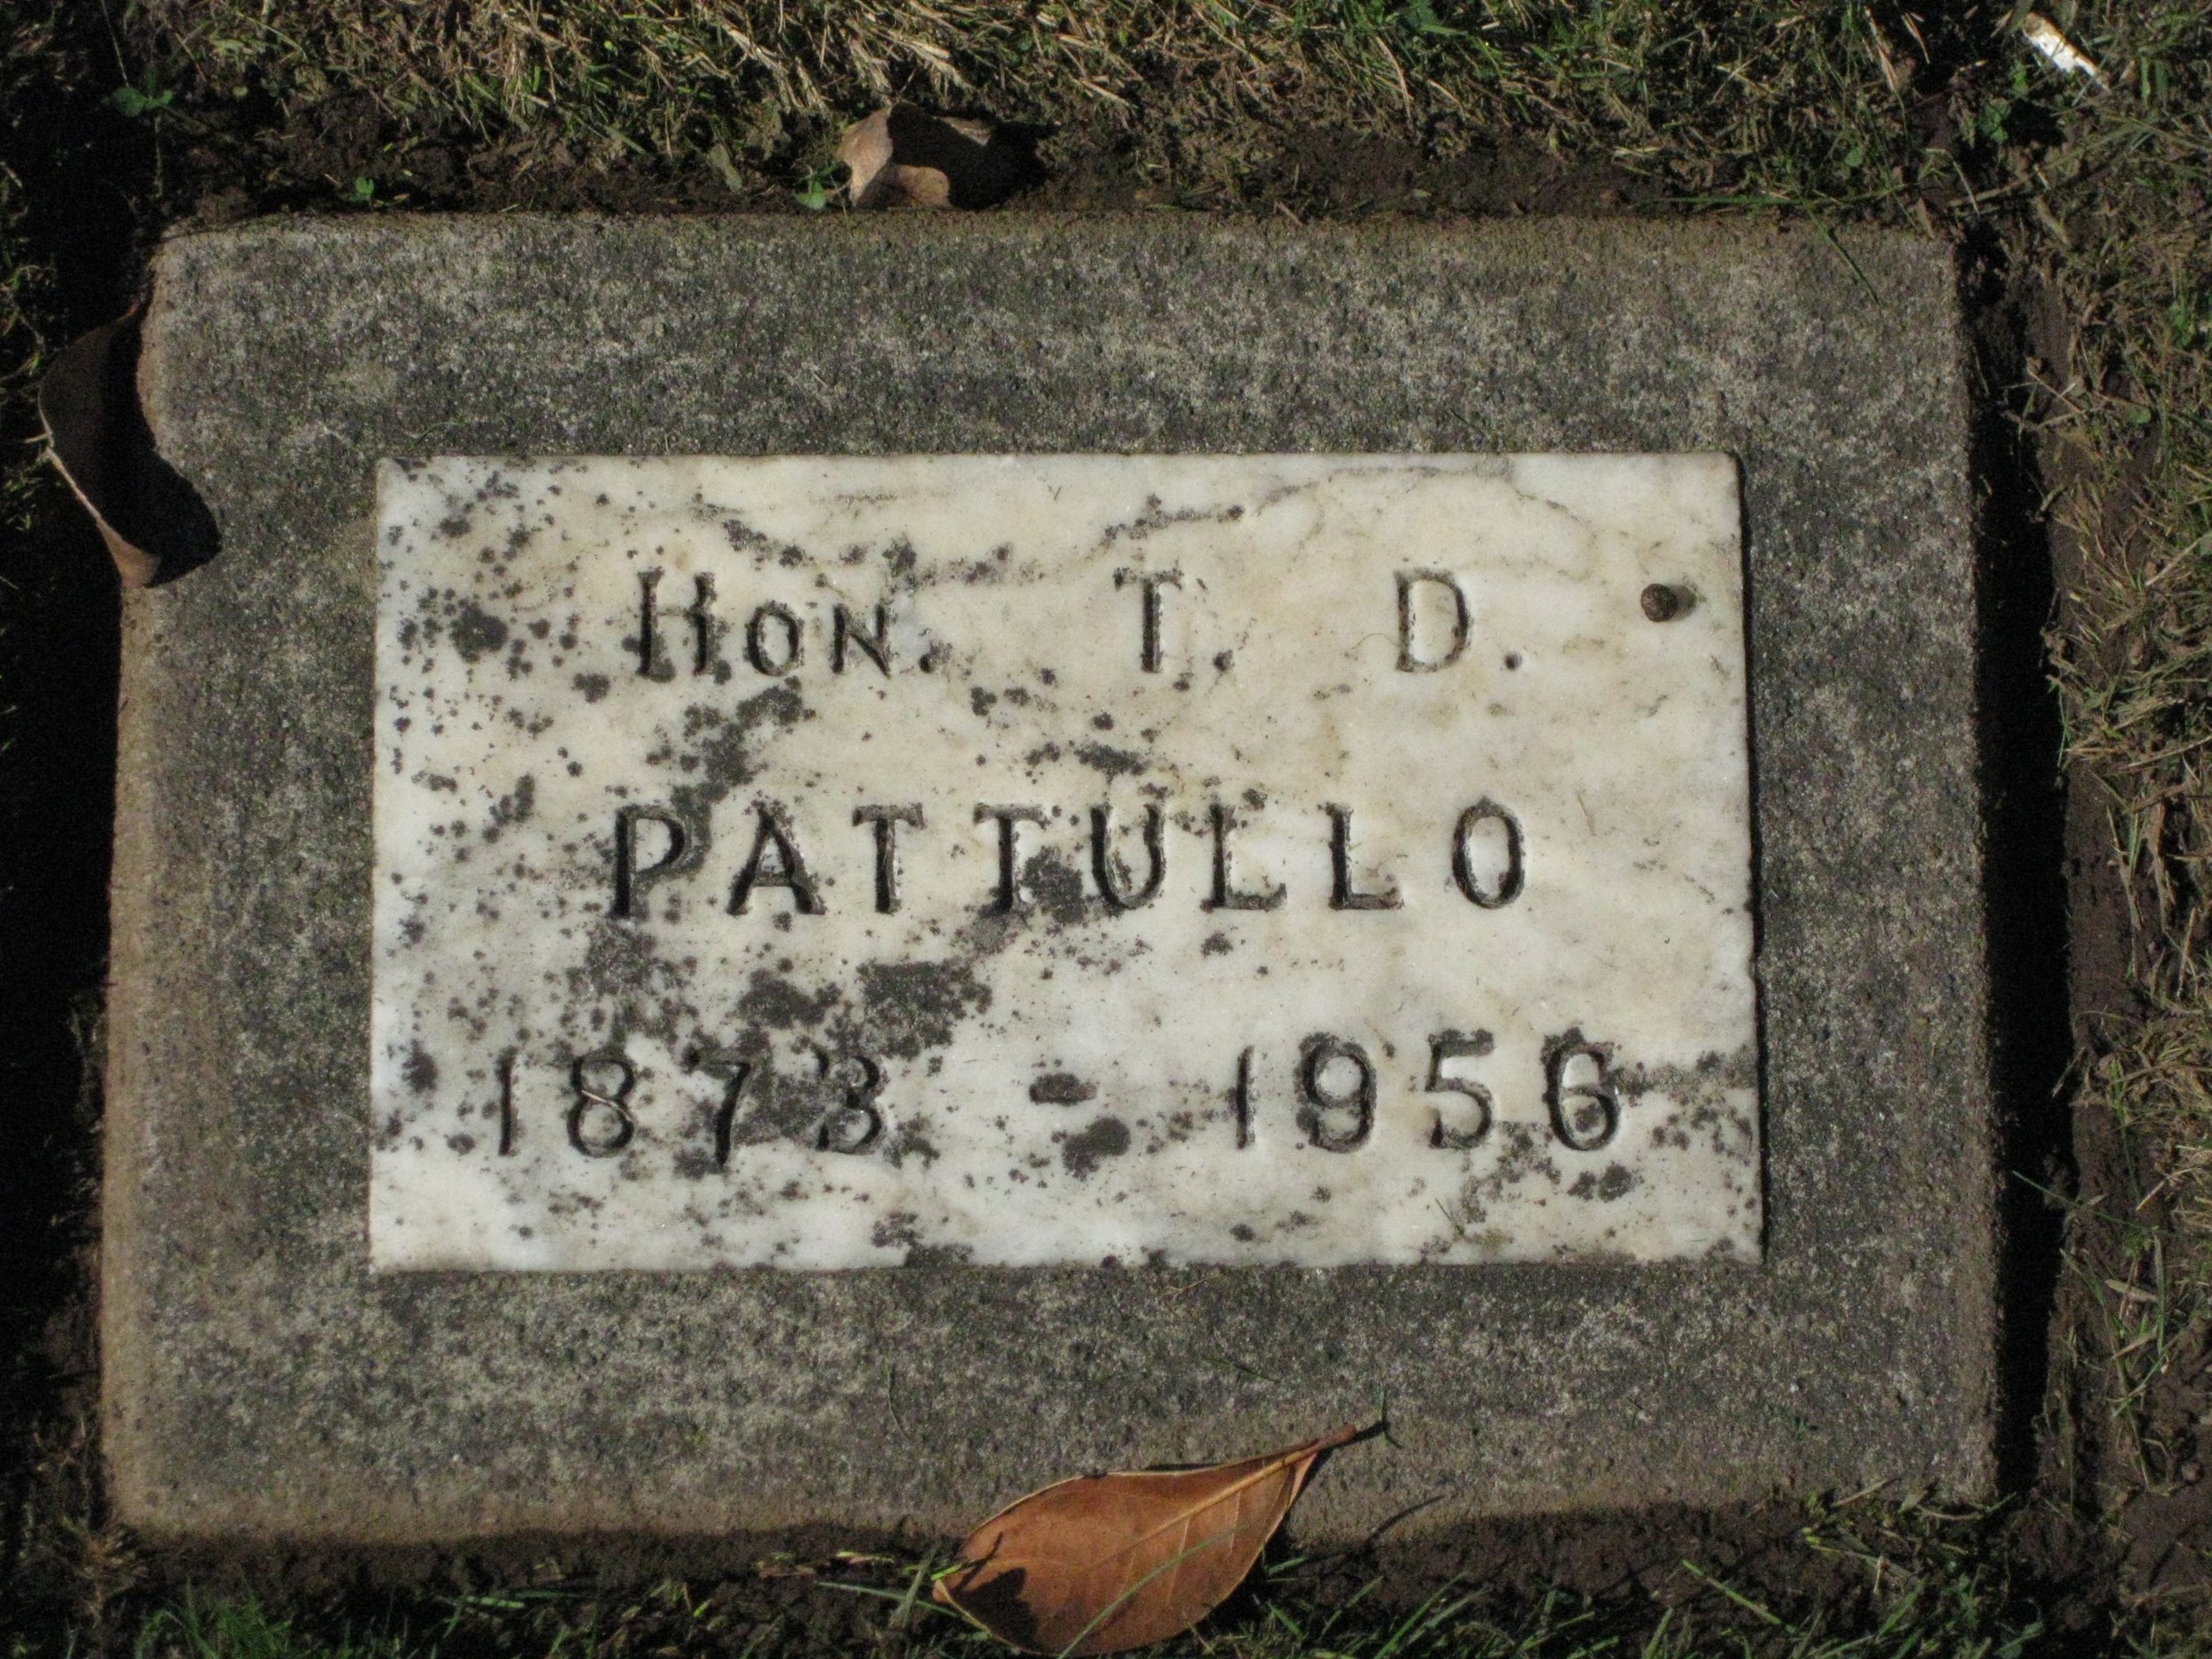 Hon. T. D.
PATTULLO
1873 - 1956